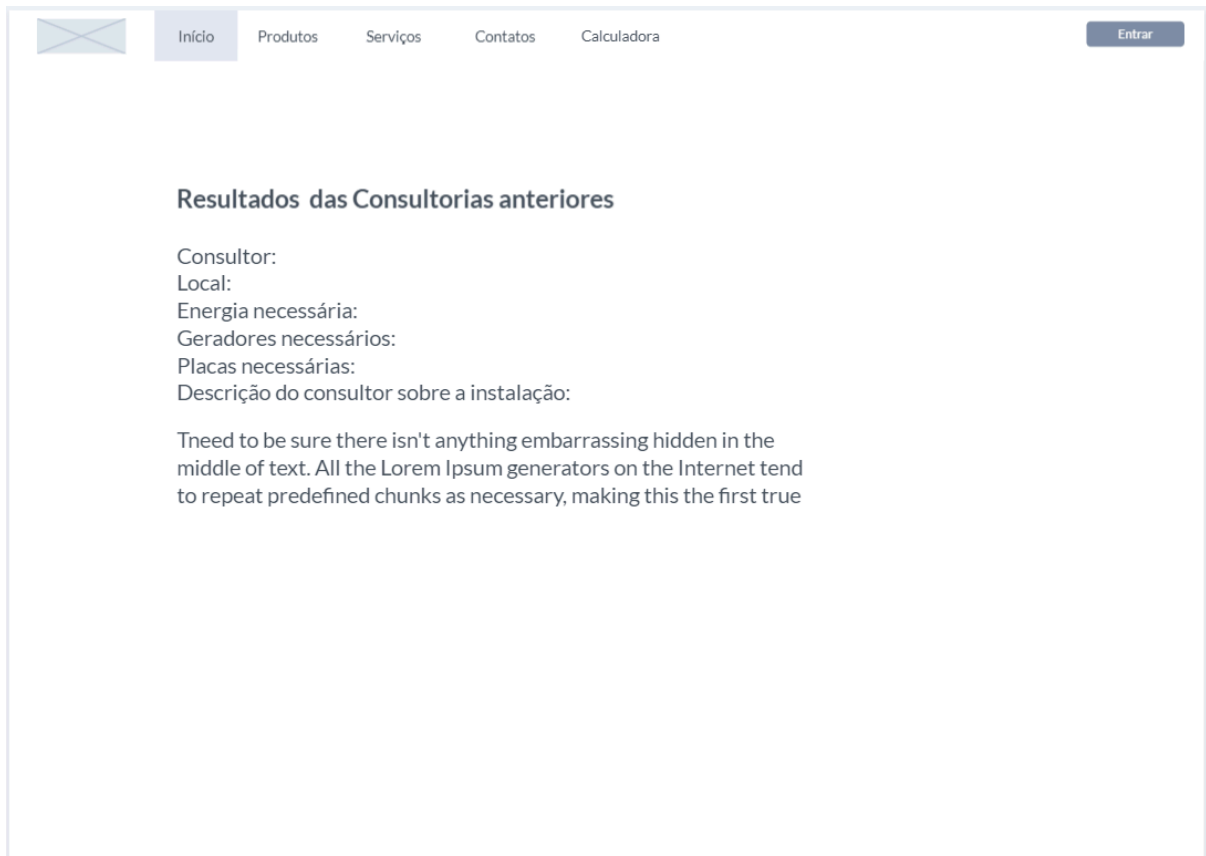 Início
Produtos
Serviços
Contatos
Calculadora
Entrar
Resultados das Consultorias anteriores
Consultor:
Local:
Energia necessária:
Geradores necessários:
Placas necessárias:
Descrição do consultor sobre a instalação:
Tneed to be sure there isn't anything embarrassing hidden in the
middle of text. All the Lorem Ipsum generators on the Internet tend
to repeat predefined chunks as necessary, making this the first true